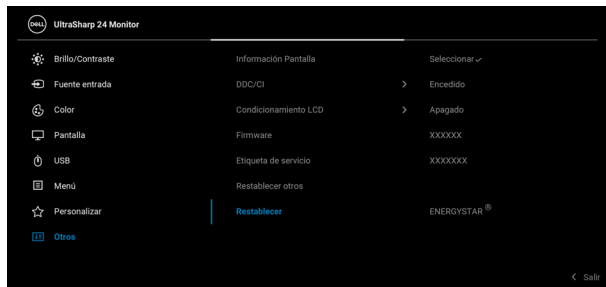 DELL UltraSharp 24 Monitor
Brillo/Contraste Información Pantalla Seleccionar✓
Fuente entrada DDC/CI > Encedido
Color Condicionamiento LCD > Apagado
Pantalla Firmware XXXXXX
USB Etiqueta de servicio XXXXXXX
Menú Restablecer otros
Personalizar Restablecer ENERGYSTAR ®
Otros
< Salir